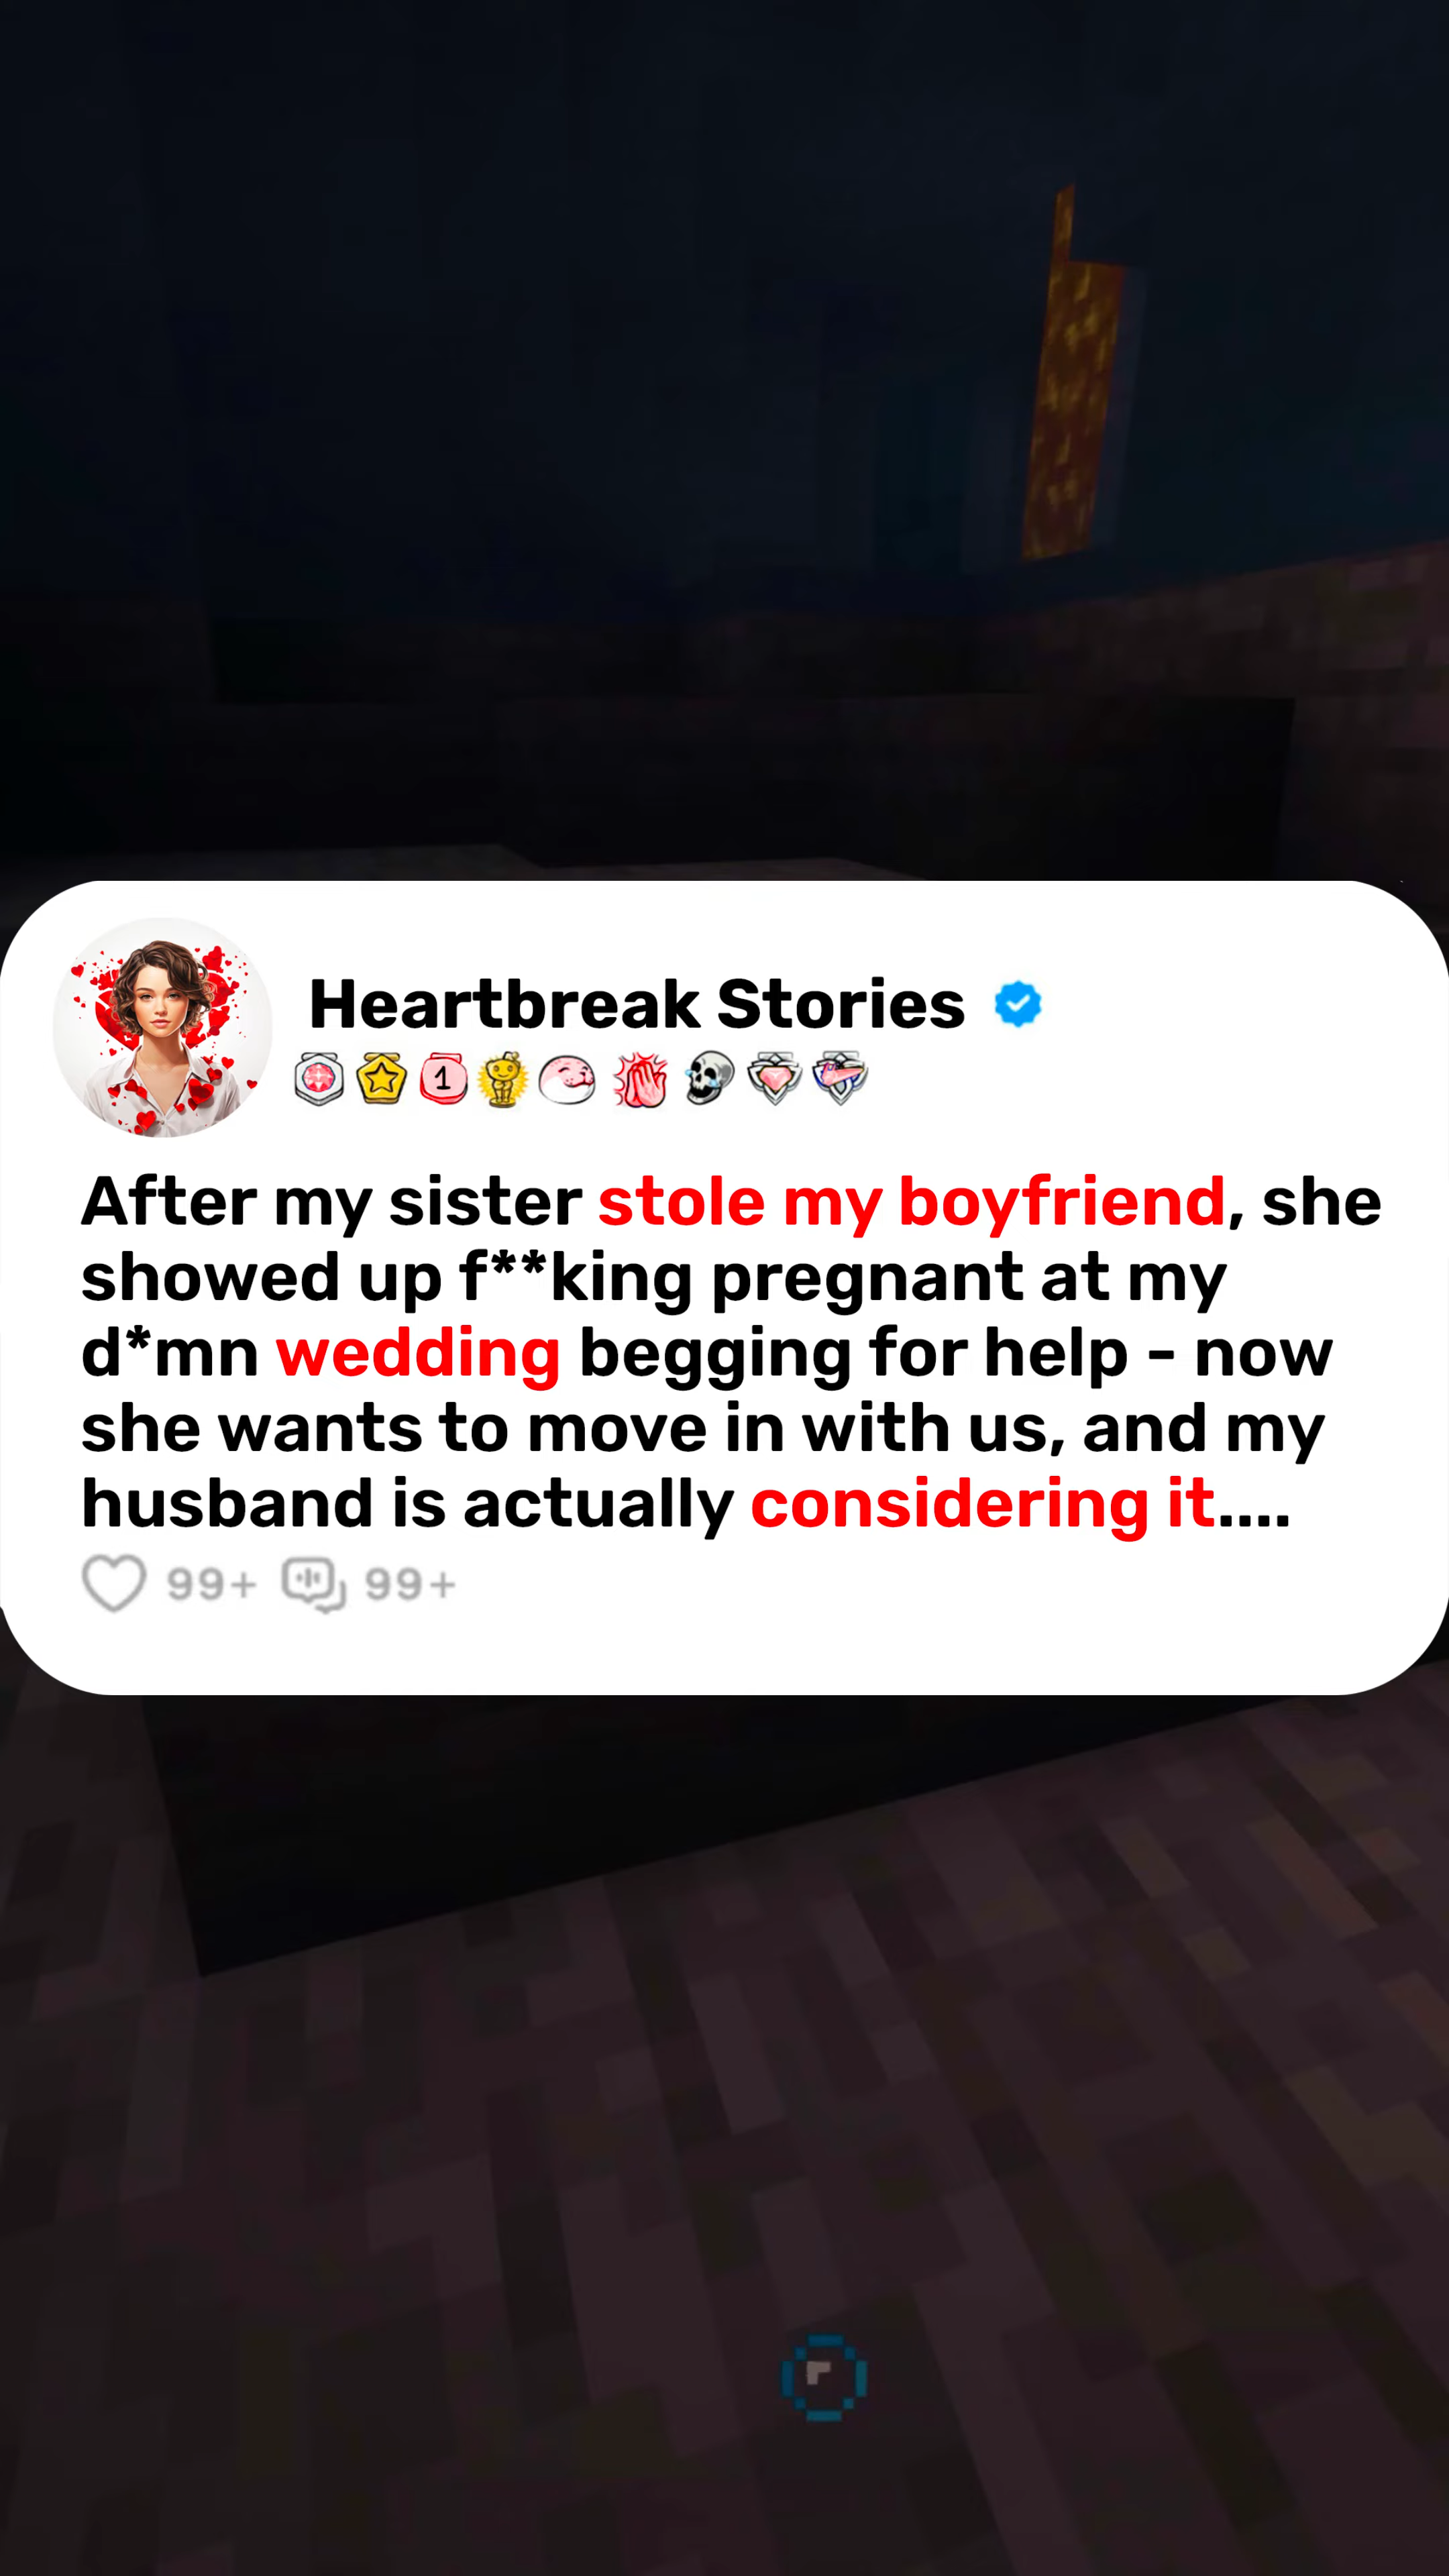 Heartbreak Stories
1
After my sister stole my boyfriend, she
showed up f**king pregnant at my
d*mn wedding begging for help - now
she wants to move in with us, and my
husband is actually considering it....
99+ 99+